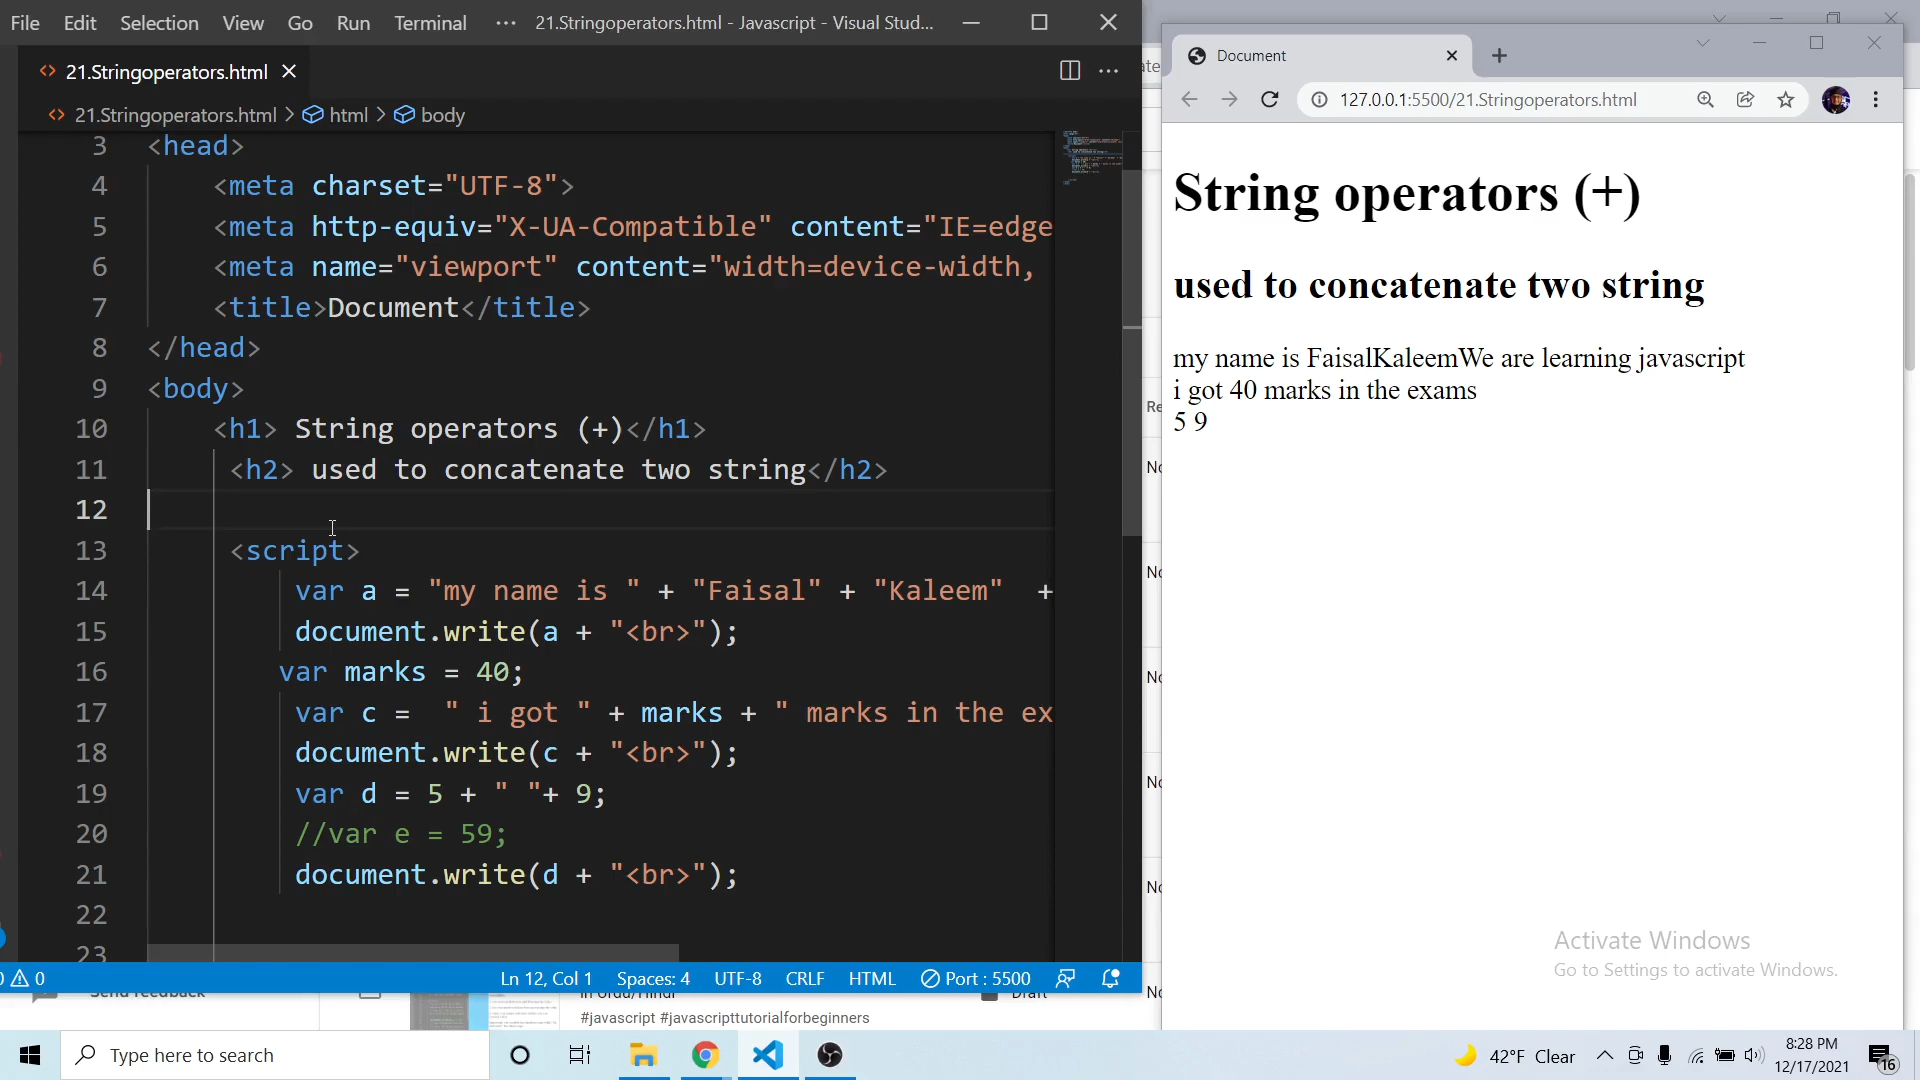 File Edit Selection View Go Run Terminal ··· 21.Stringoperators.html - Javascript - Visual Stud...
21.Stringoperators.html
21.Stringoperators.html > html > body
3 <head>
4 <meta charset="UTF-8">
5 <meta http-equiv="X-UA-Compatible" content="IE=edge
6 <meta name="viewport" content="width=device-width,
7 <title>Document</title>
8 </head>
9 <body>
10 <h1> String operators (+)</h1>
11 <h2> used to concatenate two string</h2>
12
13 <script>
14 var a = "my name is " + "Faisal" + "Kaleem" +
15 document.write(a + "<br>");
16 var marks = 40;
17 var c = " i got " + marks + " marks in the ex
18 document.write(c + "<br>");
19 var d = 5 + " "+ 9;
20 //var e = 59;
21 document.write(d + "<br>");
22
23
0 Ln 12, Col 1 Spaces: 4 UTF-8 CRLF HTML Port : 5500
Document
127.0.0.1:5500/21.Stringoperators.html
String operators (+)
used to concatenate two string
my name is FaisalKaleemWe are learning javascript
i got 40 marks in the exams
5 9
Activate Windows
Go to Settings to activate Windows.
Send feedback
in Urdu/Hindi
Draft
#javascript #javascripttutorialforbeginners
Type here to search
42°F Clear
8:28 PM
12/17/2021
16